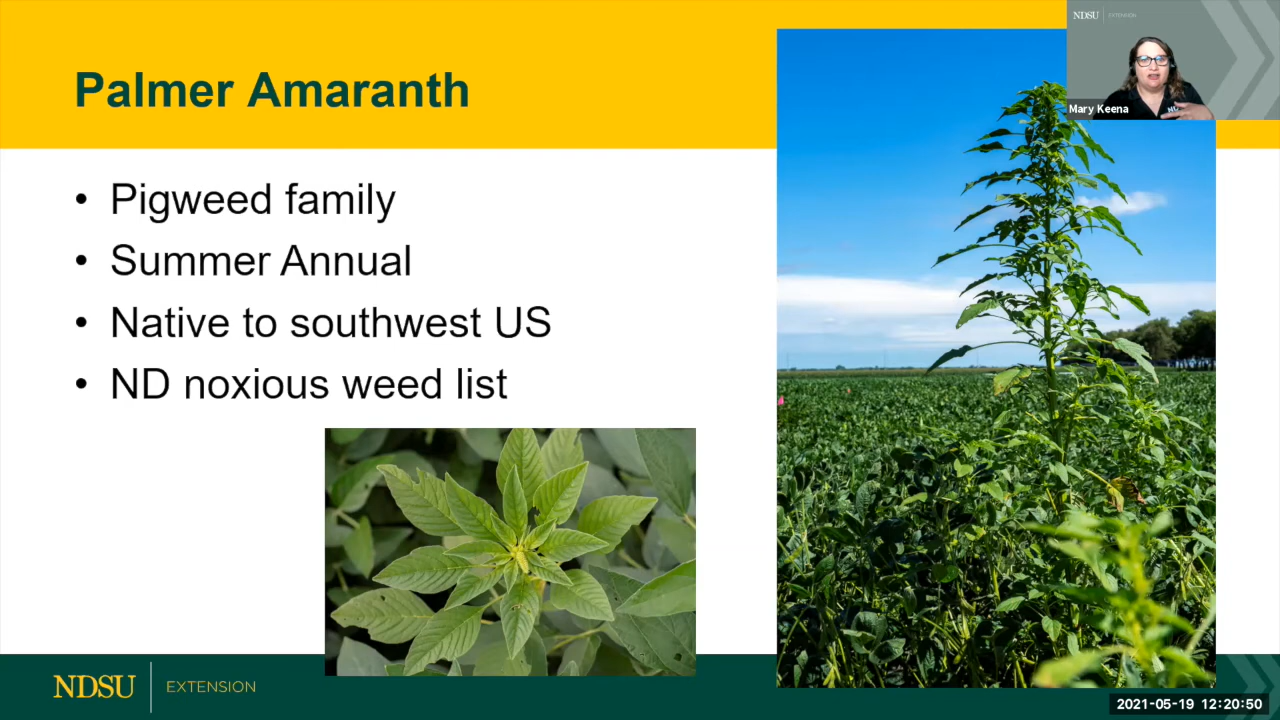 NDSU EXTENSION
Mary Keena
Palmer Amaranth
• Pigweed family
• Summer Annual
• Native to southwest US
• ND noxious weed list
NDSU EXTENSION
2021-05-19 12:20:50